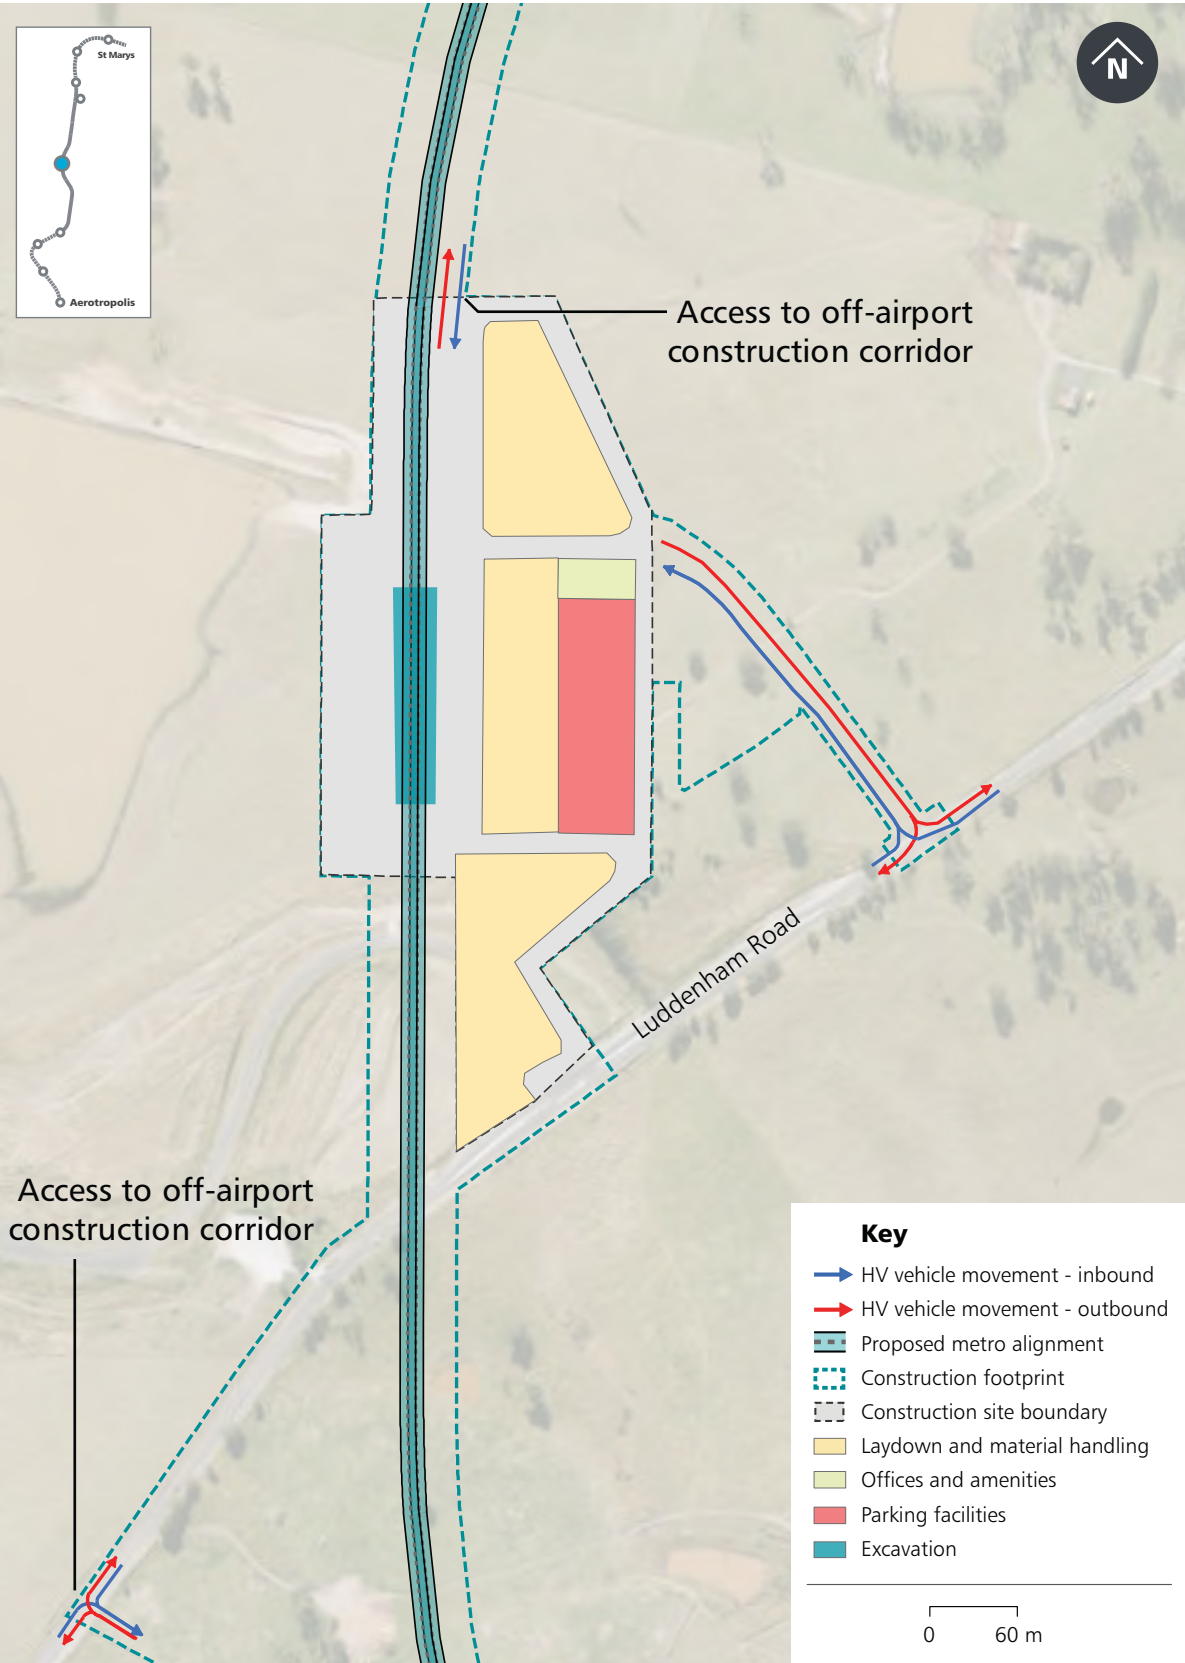 St Marys
Aerotropolis
N
Access to off-airport
construction corridor
Luddenham Road
Access to off-airport
construction corridor
Key
HV vehicle movement - inbound
HV vehicle movement - outbound
Proposed metro alignment
Construction footprint
Construction site boundary
Laydown and material handling
Offices and amenities
Parking facilities
Excavation
0 60 m